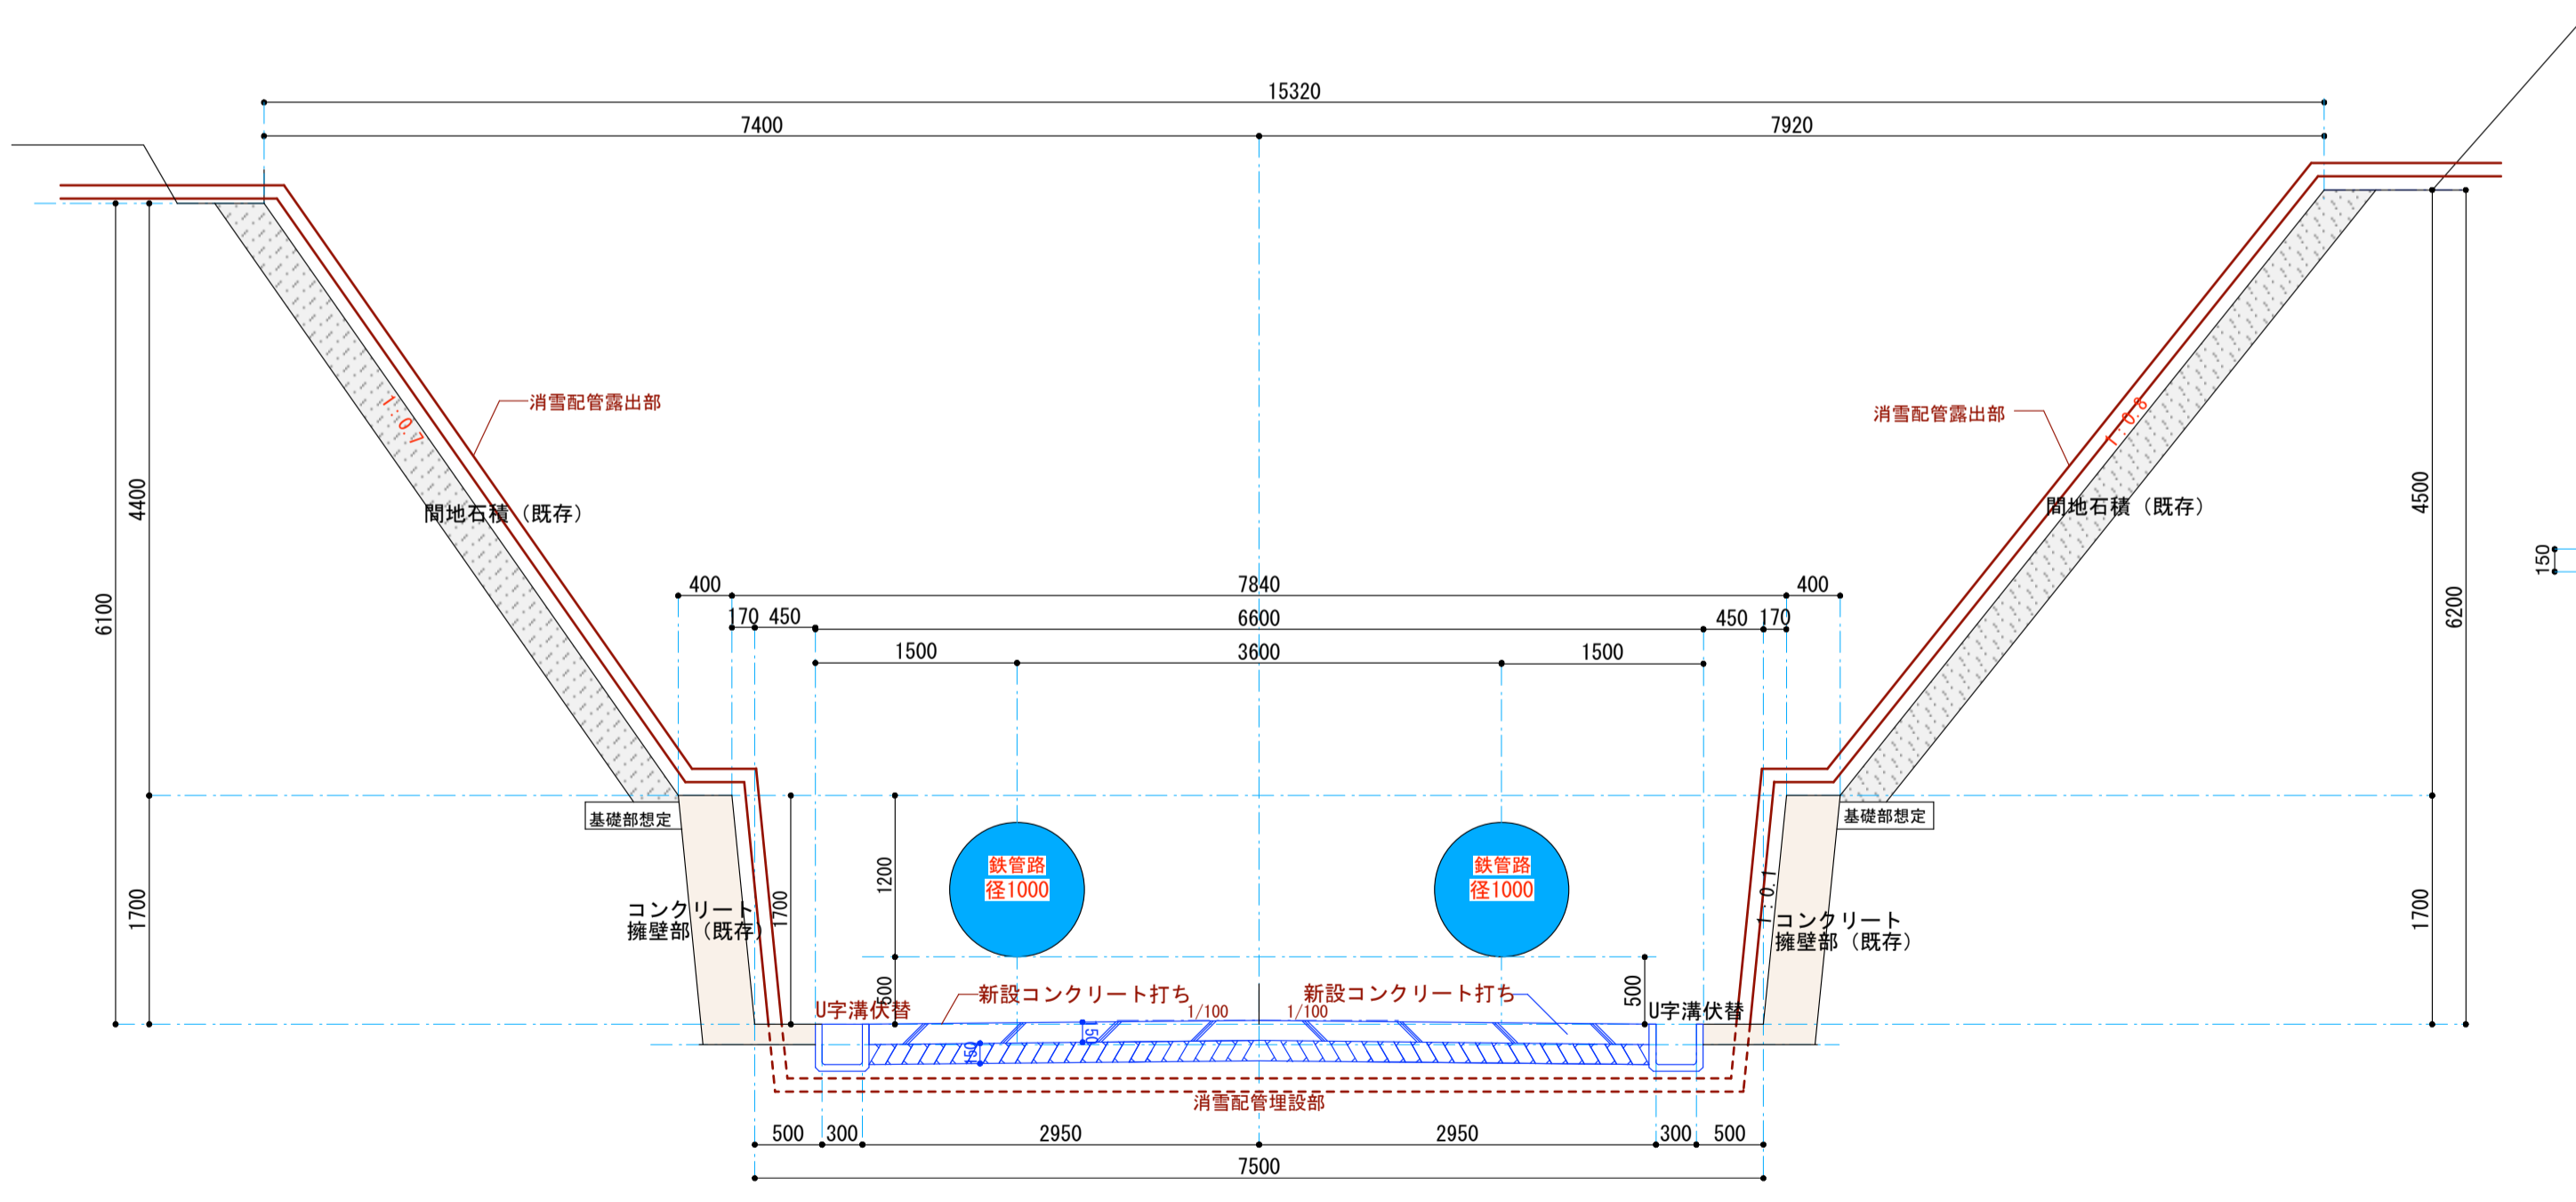 15320
7400
7920
消雪配管露出部
消雪配管露出部
1:0.7
1:0.8
4400
間地石積（既存）
間地石積（既存）
4500
150
6100
6200
400
7840
400
170
450
6600
450
170
1500
3600
1500
基礎部想定
基礎部想定
鉄管路
径1000
鉄管路
径1000
1200
1700
1700
1:0.1
1700
コンクリート
擁壁部（既存）
コンクリート
擁壁部（既存）
500
500
新設コンクリート打ち
新設コンクリート打ち
U字溝伏替
1/100
1/100
U字溝伏替
150
150
消雪配管埋設部
500
300
2950
2950
300
500
7500